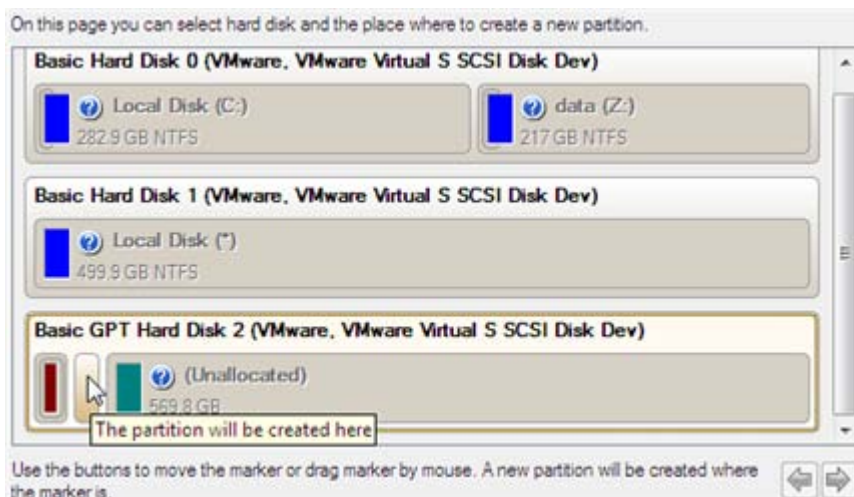 On this page you can select hard disk and the place where to create a new partition.
Basic Hard Disk 0 (VMware, VMware Virtual S SCSI Disk Dev)
Local Disk (C:) data (Z:)
282.9 GB NTFS 217 GB NTFS
Basic Hard Disk 1 (VMware, VMware Virtual S SCSI Disk Dev)
Local Disk (*)
499.9 GB NTFS
Basic GPT Hard Disk 2 (VMware, VMware Virtual S SCSI Disk Dev)
(Unallocated)
569.8 GB
The partition will be created here
Use the buttons to move the marker or drag marker by mouse. A new partition will be created where
the marker is.